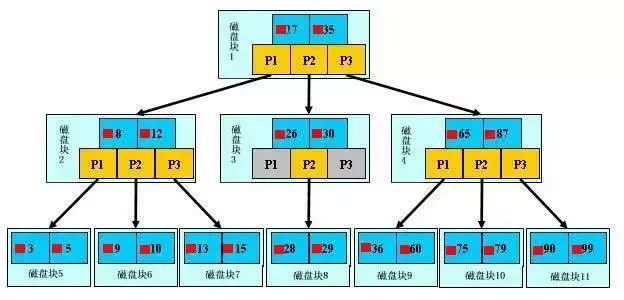 磁盘块1
17 35
P1 P2 P3
磁盘块2
8 12
P1 P2 P3
磁盘块3
26 30
P1 P2 P3
磁盘块4
65 87
P1 P2 P3
3 5
磁盘块5
9 10
磁盘块6
13 15
磁盘块7
28 29
磁盘块8
36 60
磁盘块9
75 79
磁盘块10
90 99
磁盘块11